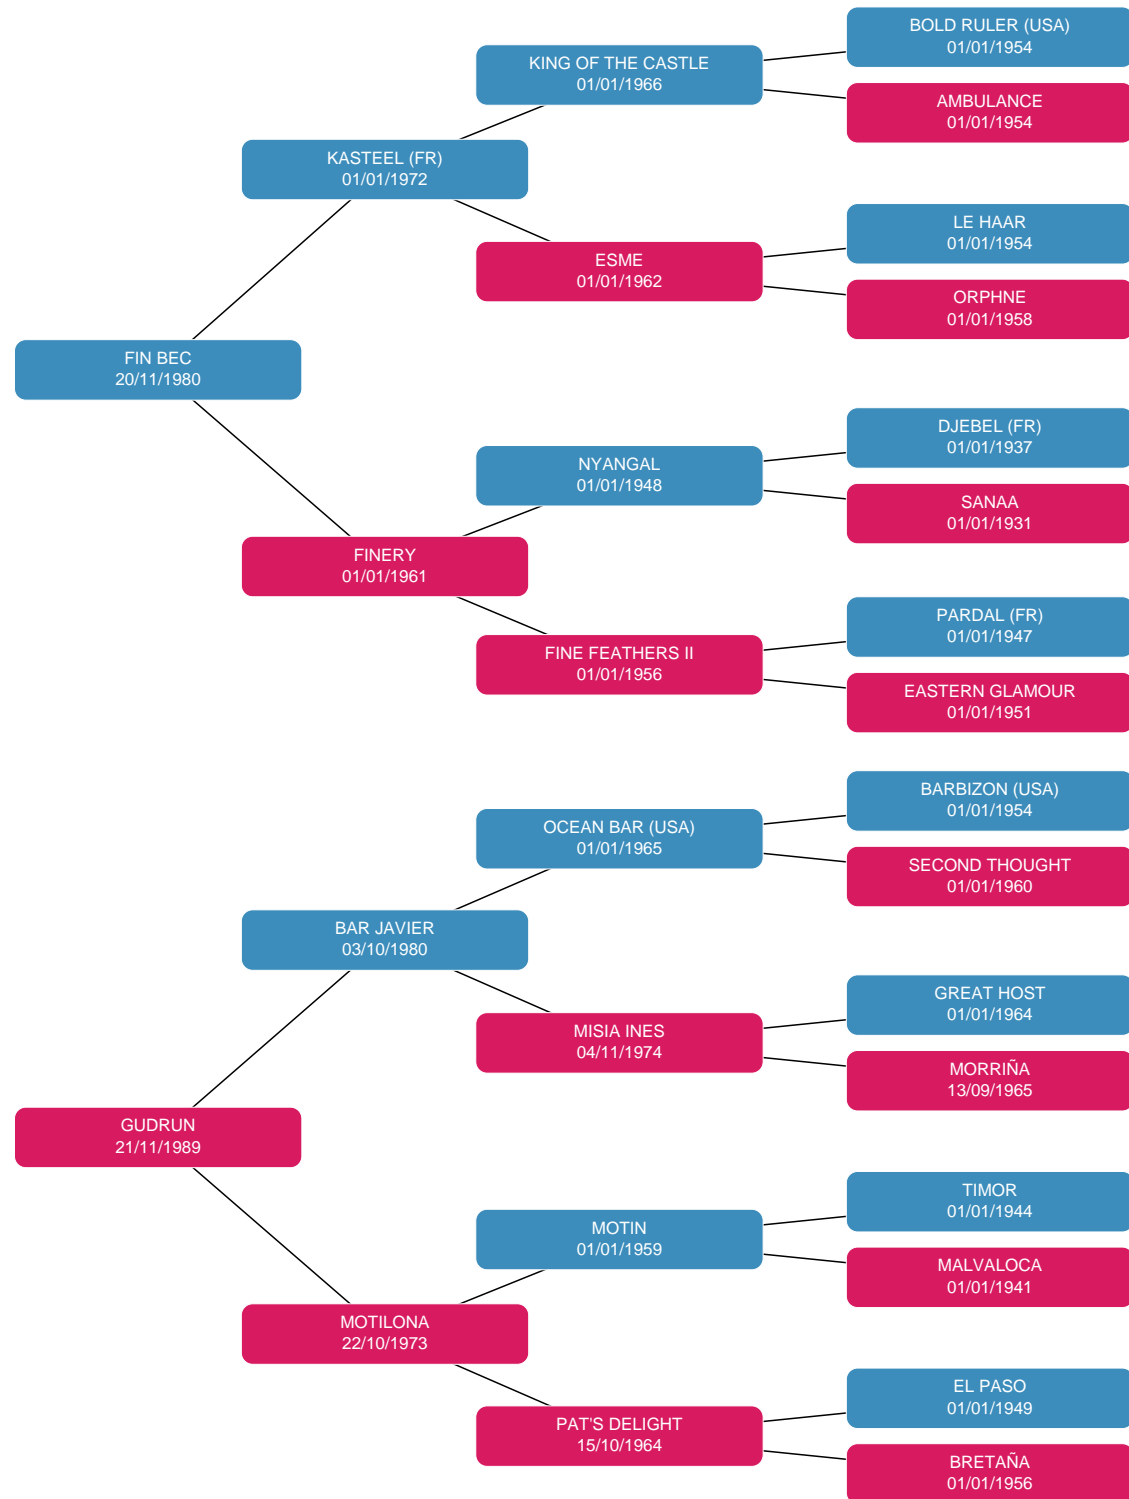 BOLD RULER (USA)
01/01/1954
KING OF THE CASTLE
01/01/1966
AMBULANCE
01/01/1954
KASTEEL (FR)
01/01/1972
LE HAAR
01/01/1954
ESME
01/01/1962
ORPHNE
01/01/1958
FIN BEC
20/11/1980
DJEBEL (FR)
01/01/1937
NYANGAL
01/01/1948
SANAA
01/01/1931
FINERY
01/01/1961
PARDAL (FR)
01/01/1947
FINE FEATHERS II
01/01/1956
EASTERN GLAMOUR
01/01/1951
BARBIZON (USA)
01/01/1954
OCEAN BAR (USA)
01/01/1965
SECOND THOUGHT
01/01/1960
BAR JAVIER
03/10/1980
GREAT HOST
01/01/1964
MISIA INES
04/11/1974
MORRIÑA
13/09/1965
GUDRUN
21/11/1989
TIMOR
01/01/1944
MOTIN
01/01/1959
MALVALOCA
01/01/1941
MOTILONA
22/10/1973
EL PASO
01/01/1949
PAT'S DELIGHT
15/10/1964
BRETAÑA
01/01/1956